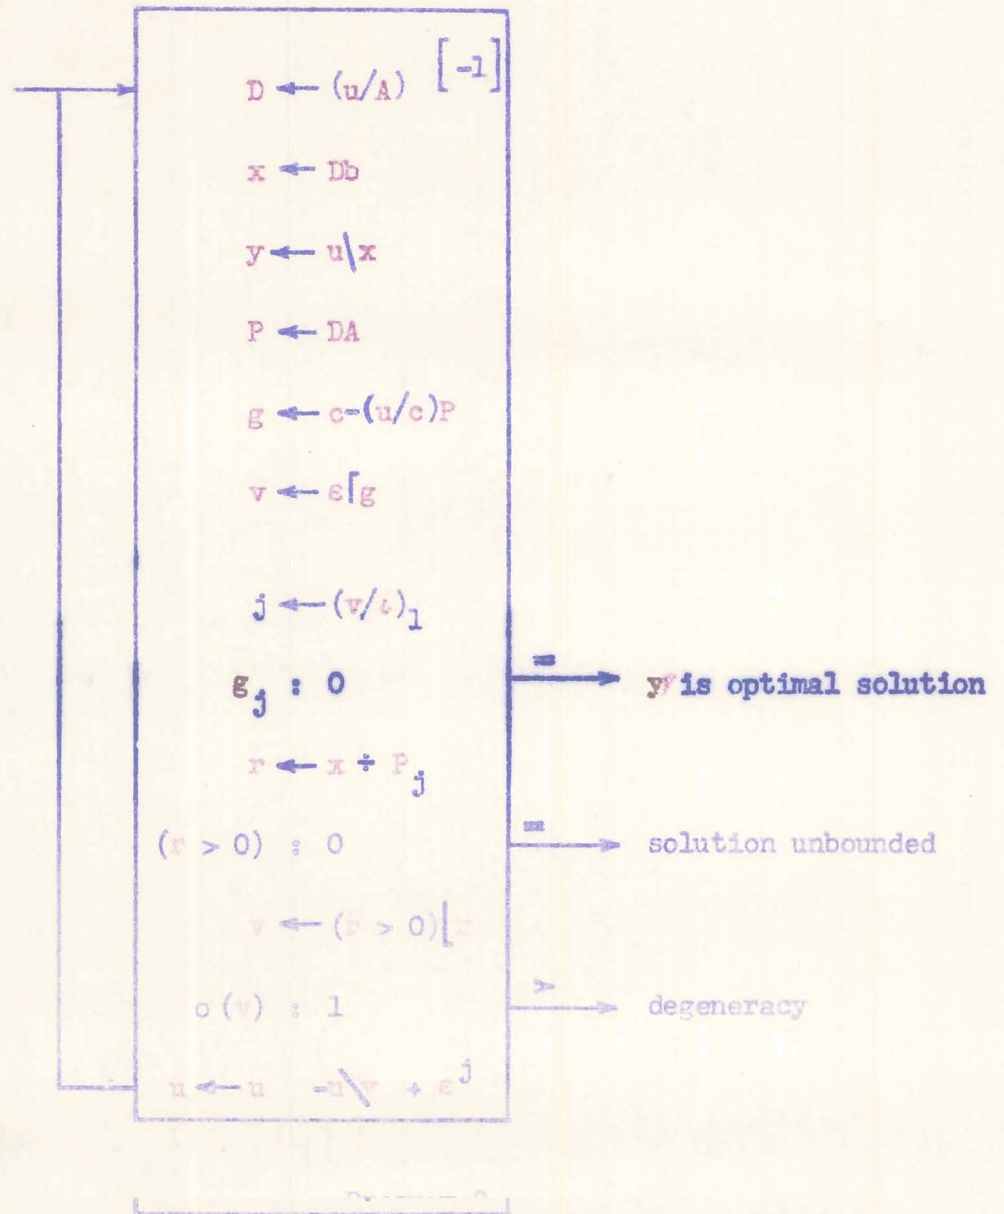 D ← (u/A) [-1]
x ← Db
y ← u\x
P ← DA
g ← c-(u/c)P
v ← ε⌈g
j ← (v/ι)1
gj : 0 = → y is optimal solution
r ← x ÷ Pj
(r > 0) : 0 = → solution unbounded
v ← (r > 0)⌊r
σ(v) : 1 > → degeneracy
u ← u -u\v + εj